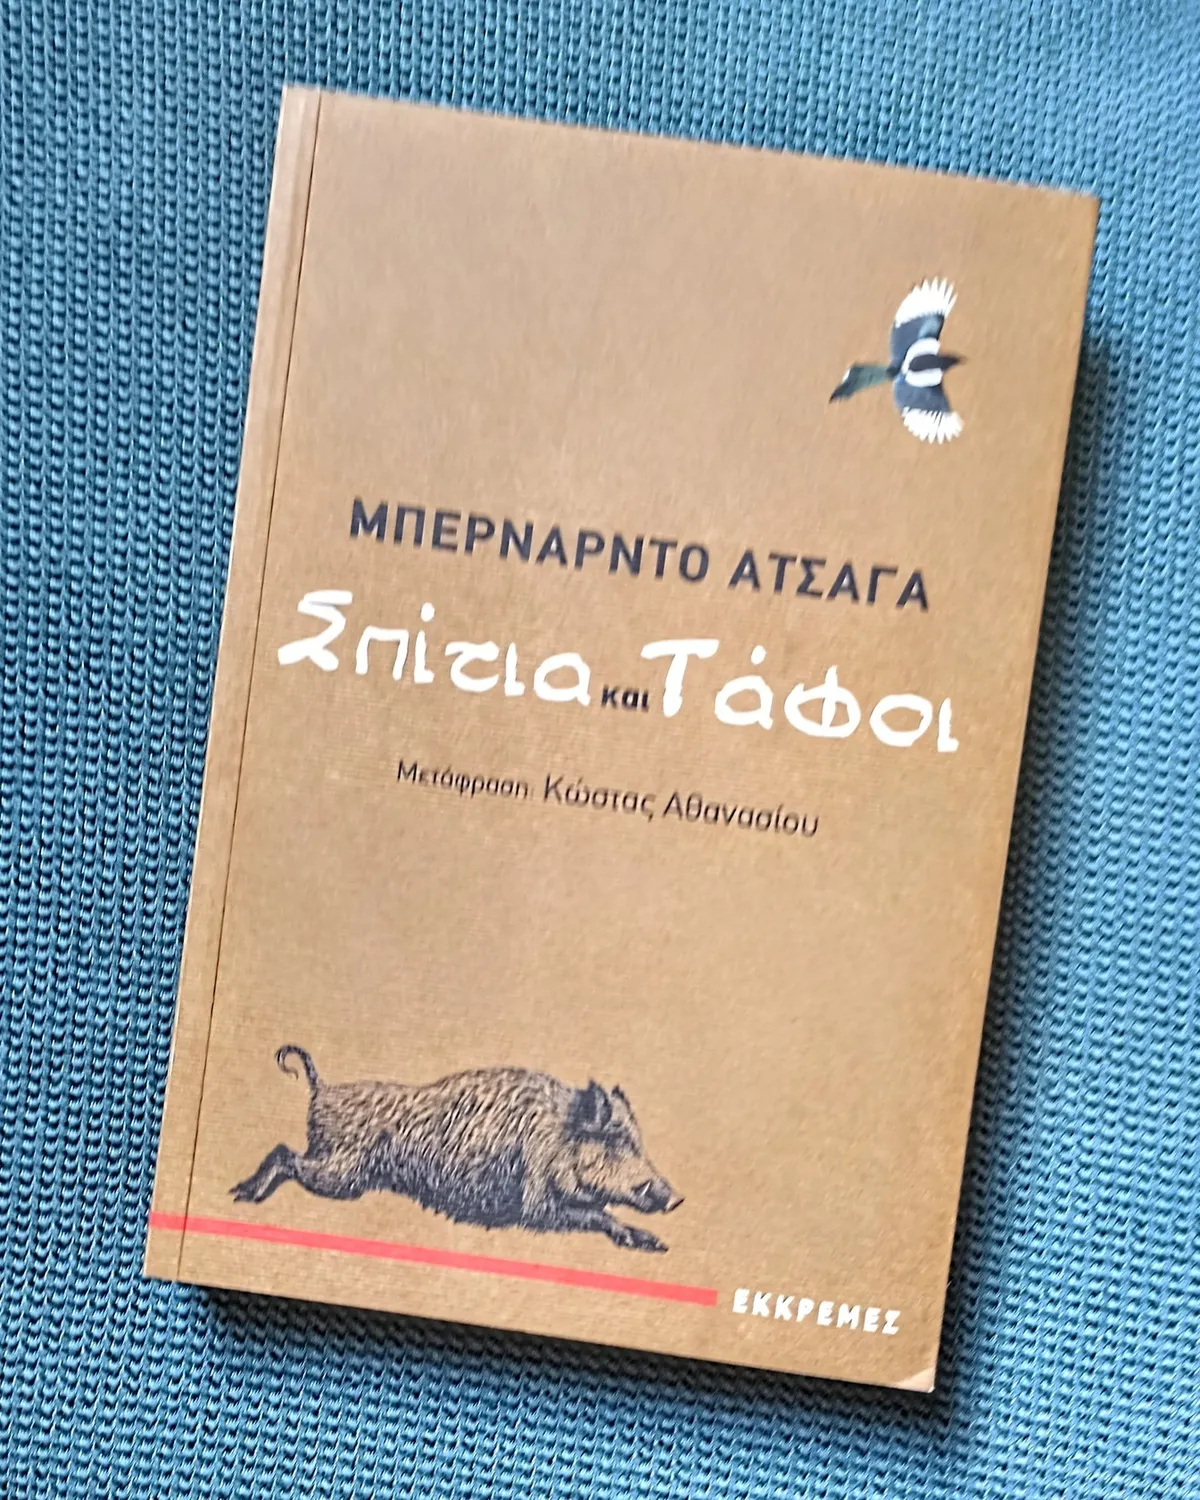 ΜΠΕΡΝΑΡΝΤΟ ΑΤΣΑΓΑ
Σπίτια και Τάφοι
Μετάφραση: Κώστας Αθανασίου
ΕΚΚΡΕΜΕΣ